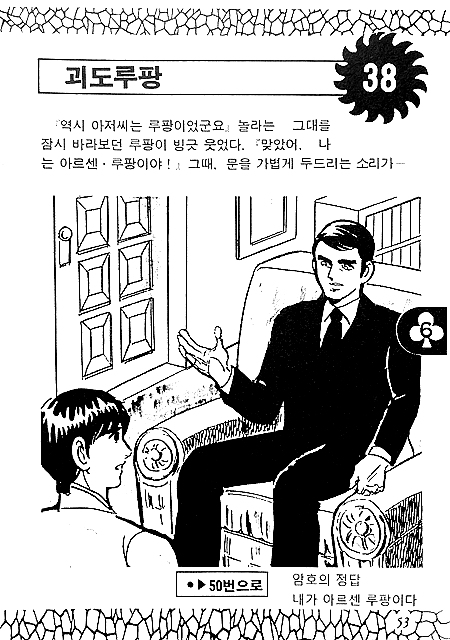 괴도루팡
38
『역시 아저씨는 루팡이었군요』 놀라는 그대를
잠시 바라보던 루팡이 빙긋 웃었다. 『맞았어. 나
는 아르센·루팡이야!』 그때, 문을 가볍게 두드리는 소리가—
6
●▶50번으로
암호의 정답
내가 아르센 루팡이다
53